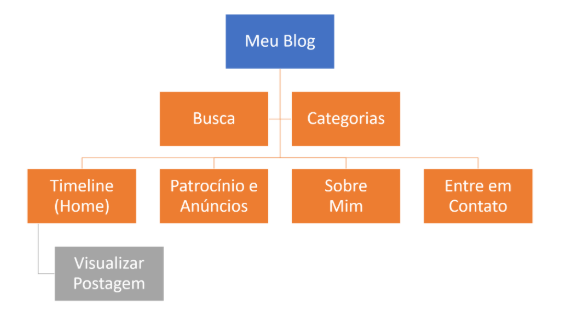 Meu Blog
Busca
Categorias
Timeline
(Home)
Patrocínio e
Anúncios
Sobre
Mim
Entre em
Contato
Visualizar
Postagem